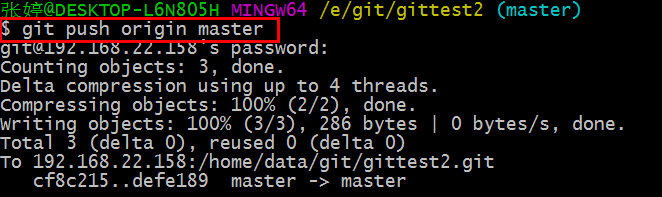 张婷@DESKTOP-L6N8O5H MINGW64 /e/git/gittest2 (master)
$ git push origin master
git@192.168.22.158's password:
Counting objects: 3, done.
Delta compression using up to 4 threads.
Compressing objects: 100% (2/2), done.
Writing objects: 100% (3/3), 286 bytes | 0 bytes/s, done.
Total 3 (delta 0), reused 0 (delta 0)
To 192.168.22.158:/home/data/git/gittest2.git
   cf8c215..defe189  master -> master